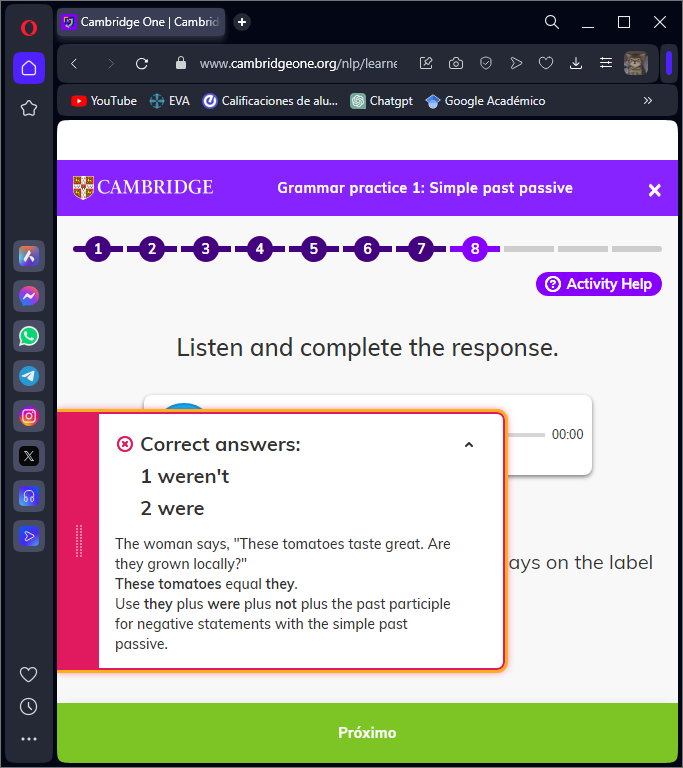 Cambridge One | Cambrid
www.cambridgeone.org/nlp/learne
YouTube
EVA
Calificaciones de alu...
Chatgpt
Google Académico
CAMBRIDGE
Grammar practice 1: Simple past passive
1 2 3 4 5 6 7 8
Activity Help
Listen and complete the response.
00:00
Correct answers:
1 weren't
2 were
The woman says, "These tomatoes taste great. Are
they grown locally?"
These tomatoes equal they.
Use they plus were plus not plus the past participle
for negative statements with the simple past
passive.
ays on the label
Próximo